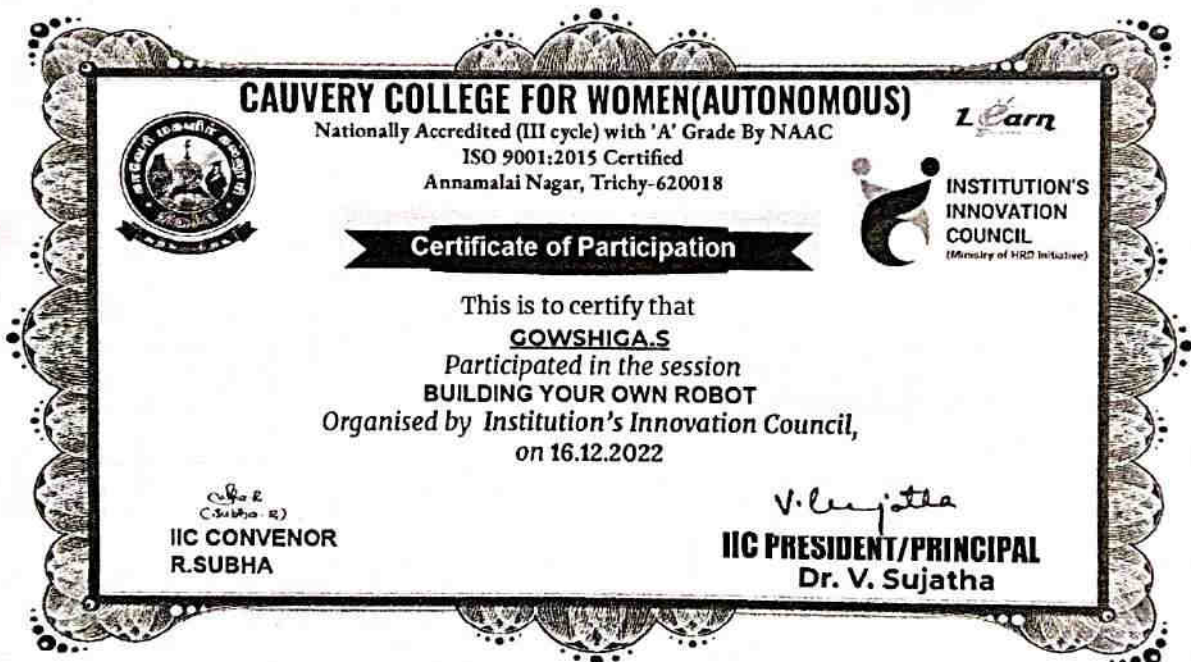 CAUVERY COLLEGE FOR WOMEN(AUTONOMOUS)
Nationally Accredited (III cycle) with 'A' Grade By NAAC
ISO 9001:2015 Certified
Annamalai Nagar, Trichy-620018
காவேரி மகளிர் கல்லூரி
Learn
INSTITUTION'S
INNOVATION
COUNCIL
(Ministry of HRD Initiative)
Certificate of Participation
This is to certify that
GOWSHIGA.S
Participated in the session
BUILDING YOUR OWN ROBOT
Organised by Institution's Innovation Council,
on 16.12.2022
(Subha. R)
IIC CONVENOR
R.SUBHA
V. Sujatha
IIC PRESIDENT/PRINCIPAL
Dr. V. Sujatha